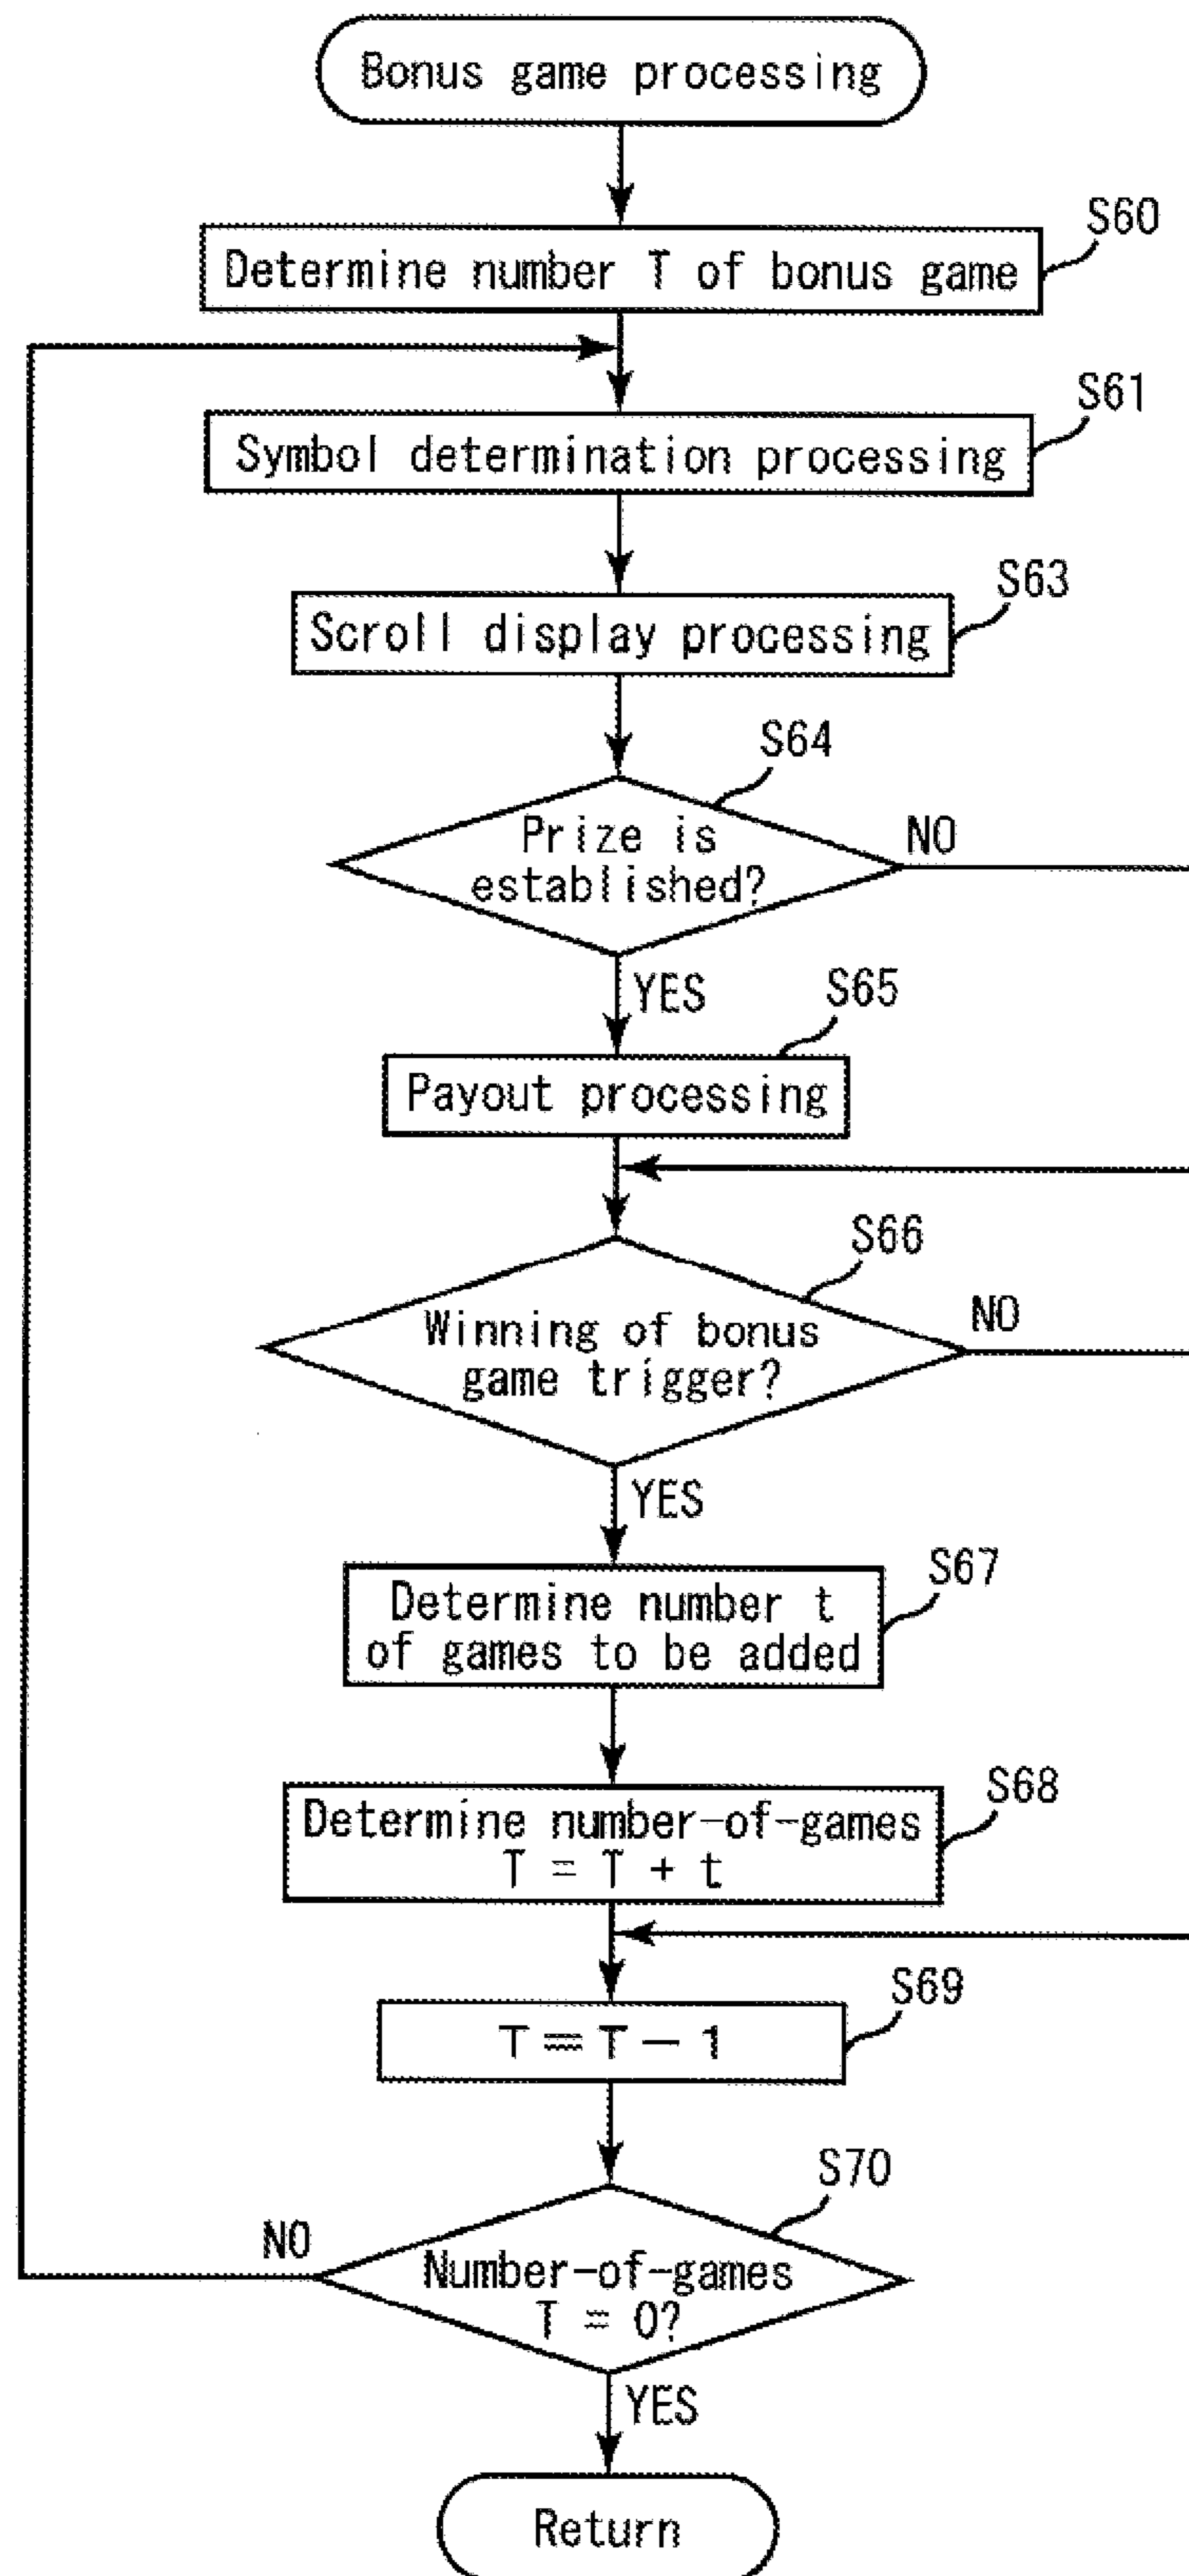 Bonus game processing
S60
Determine number T of bonus game
S61
Symbol determination processing
S63
Scroll display processing
S64
Prize is
established?
NO
YES
S65
Payout processing
S66
Winning of bonus
game trigger?
NO
YES
S67
Determine number t
of games to be added
S68
Determine number-of-games
T = T + t
S69
T = T - 1
S70
Number-of-games
T = 0?
NO
YES
Return